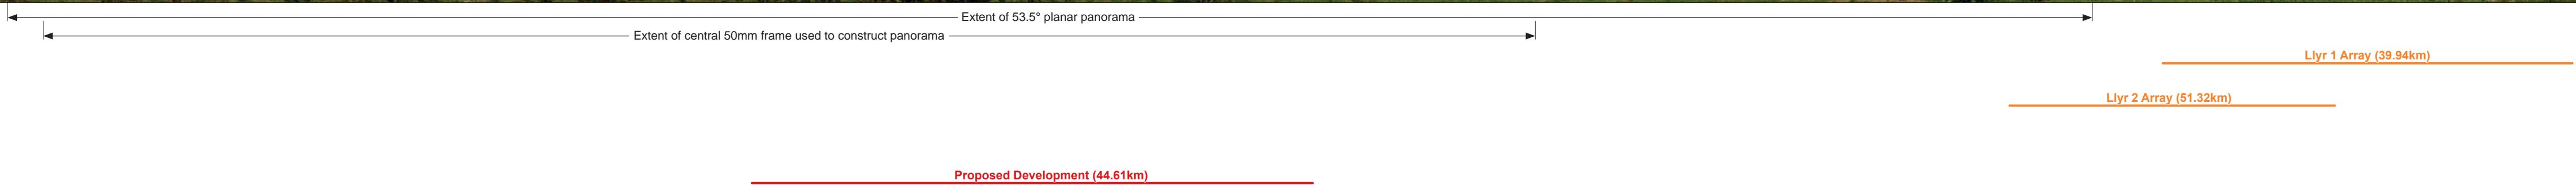 Extent of 53.5° planar panorama
Extent of central 50mm frame used to construct panorama
Llyr 1 Array (39.94km)
Llyr 2 Array (51.32km)
Proposed Development (44.61km)